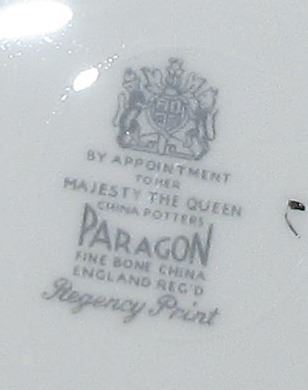 BY APPOINTMENT
TO HER
MAJESTY THE QUEEN
CHINA POTTERS
PARAGON
FINE BONE CHINA
ENGLAND REG'D
Regency Print